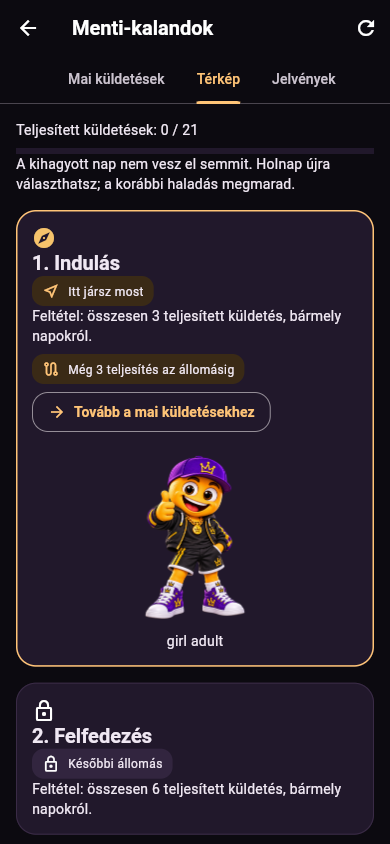 Menti-kalandok
Mai küldetések
Térkép
Jelvények
Teljesített küldetések: 0 / 21
A kihagyott nap nem vesz el semmit. Holnap újra
választhatsz; a korábbi haladás megmarad.
1. Indulás
Itt jársz most
Feltétel: összesen 3 teljesített küldetés, bármely
napokról.
Még 3 teljesítés az állomásig
Tovább a mai küldetésekhez
girl adult
2. Felfedezés
Későbbi állomás
Feltétel: összesen 6 teljesített küldetés, bármely
napokról.